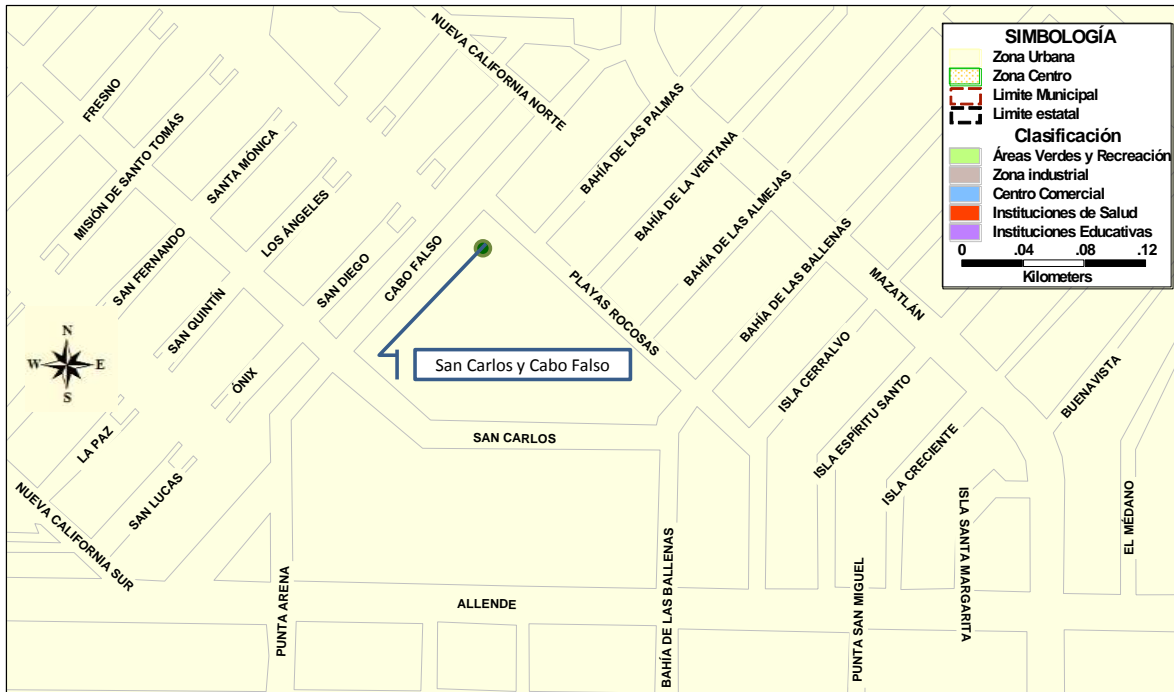 NUEVA CALIFORNIA NORTE
SIMBOLOGÍA
Zona Urbana
Zona Centro
Limite Municipal
Limite estatal
Clasificación
Áreas Verdes y Recreación
Zona industrial
Centro Comercial
Instituciones de Salud
Instituciones Educativas
0 .04 .08 .12
Kilometers
FRESNO
MISIÓN DE SANTO TOMÁS
SANTA MÓNICA
LOS ÁNGELES
SAN FERNANDO
SAN DIEGO
CABO FALSO
BAHÍA DE LAS PALMAS
BAHÍA DE LA VENTANA
BAHÍA DE LAS ALMEJAS
BAHÍA DE LAS BALLENAS
PLAYAS ROCOSAS
MAZATLÁN
SAN QUINTÍN
ÓNIX
N
W E
S
San Carlos y Cabo Falso
ISLA CERRALVO
ISLA ESPÍRITU SANTO
ISLA CRECIENTE
BUENAVISTA
SAN CARLOS
LA PAZ
SAN LUCAS
NUEVA CALIFORNIA SUR
PUNTA ARENA
ALLENDE
BAHÍA DE LAS BALLENAS
PUNTA SAN MIGUEL
ISLA SANTA MARGARITA
EL MÉDANO